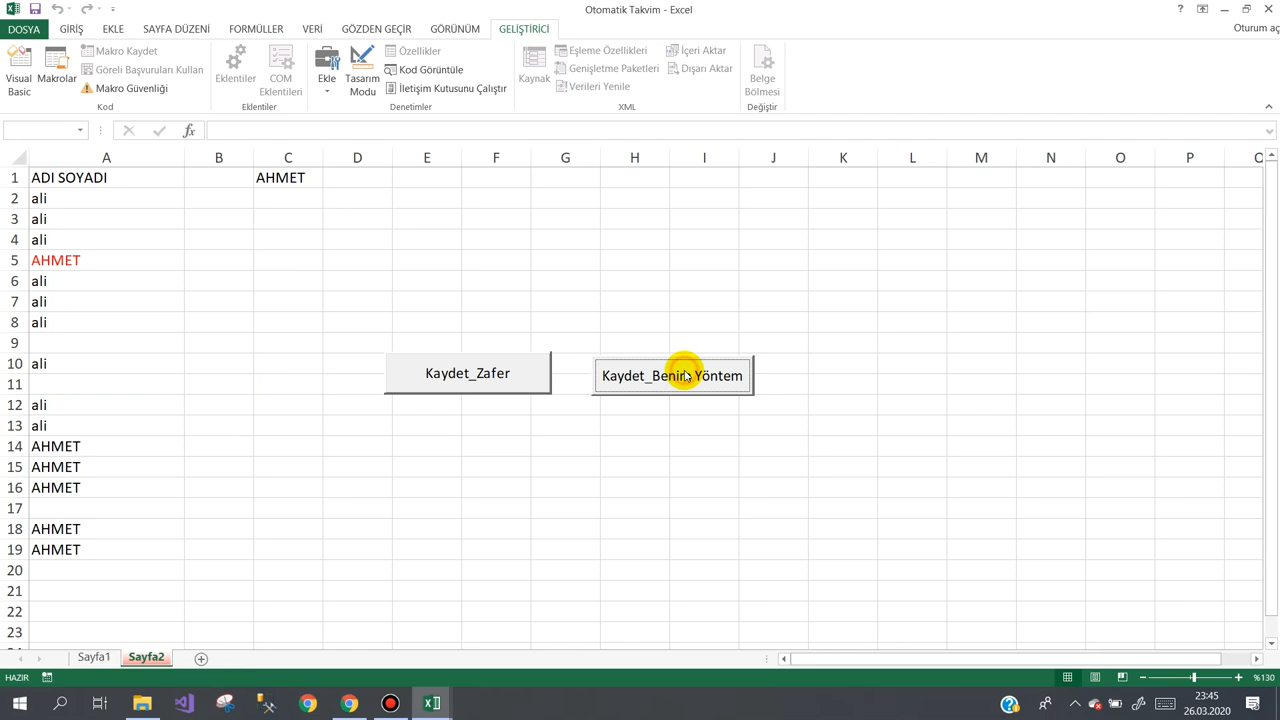 Otomatik Takvim - Excel
DOSYA GİRİŞ EKLE SAYFA DÜZENİ FORMÜLLER VERİ GÖZDEN GEÇİR GÖRÜNÜM GELİŞTİRİCİ Oturum aç
Visual Basic
Makrolar
Makro Kaydet
Göreli Başvuruları Kullan
Makro Güvenliği
Kod
Eklentiler
COM Eklentileri
Eklentiler
Ekle
Tasarım Modu
Özellikler
Kod Görüntüle
İletişim Kutusunu Çalıştır
Denetimler
Kaynak
Eşleme Özellikleri
Genişletme Paketleri
Verileri Yenile
İçeri Aktar
Dışarı Aktar
XML
Belge Bölmesi
Değiştir
fx
A B C D E F G H I J K L M N O P Q
1 ADI SOYADI AHMET
2 ali
3 ali
4 ali
5 AHMET
6 ali
7 ali
8 ali
9
10 ali
11
12 ali
13 ali
14 AHMET
15 AHMET
16 AHMET
17
18 AHMET
19 AHMET
20
21
22
23
Kaydet_Zafer
Kaydet_Benim Yöntem
Sayfa1 Sayfa2
HAZIR
%130
23:45
26.03.2020